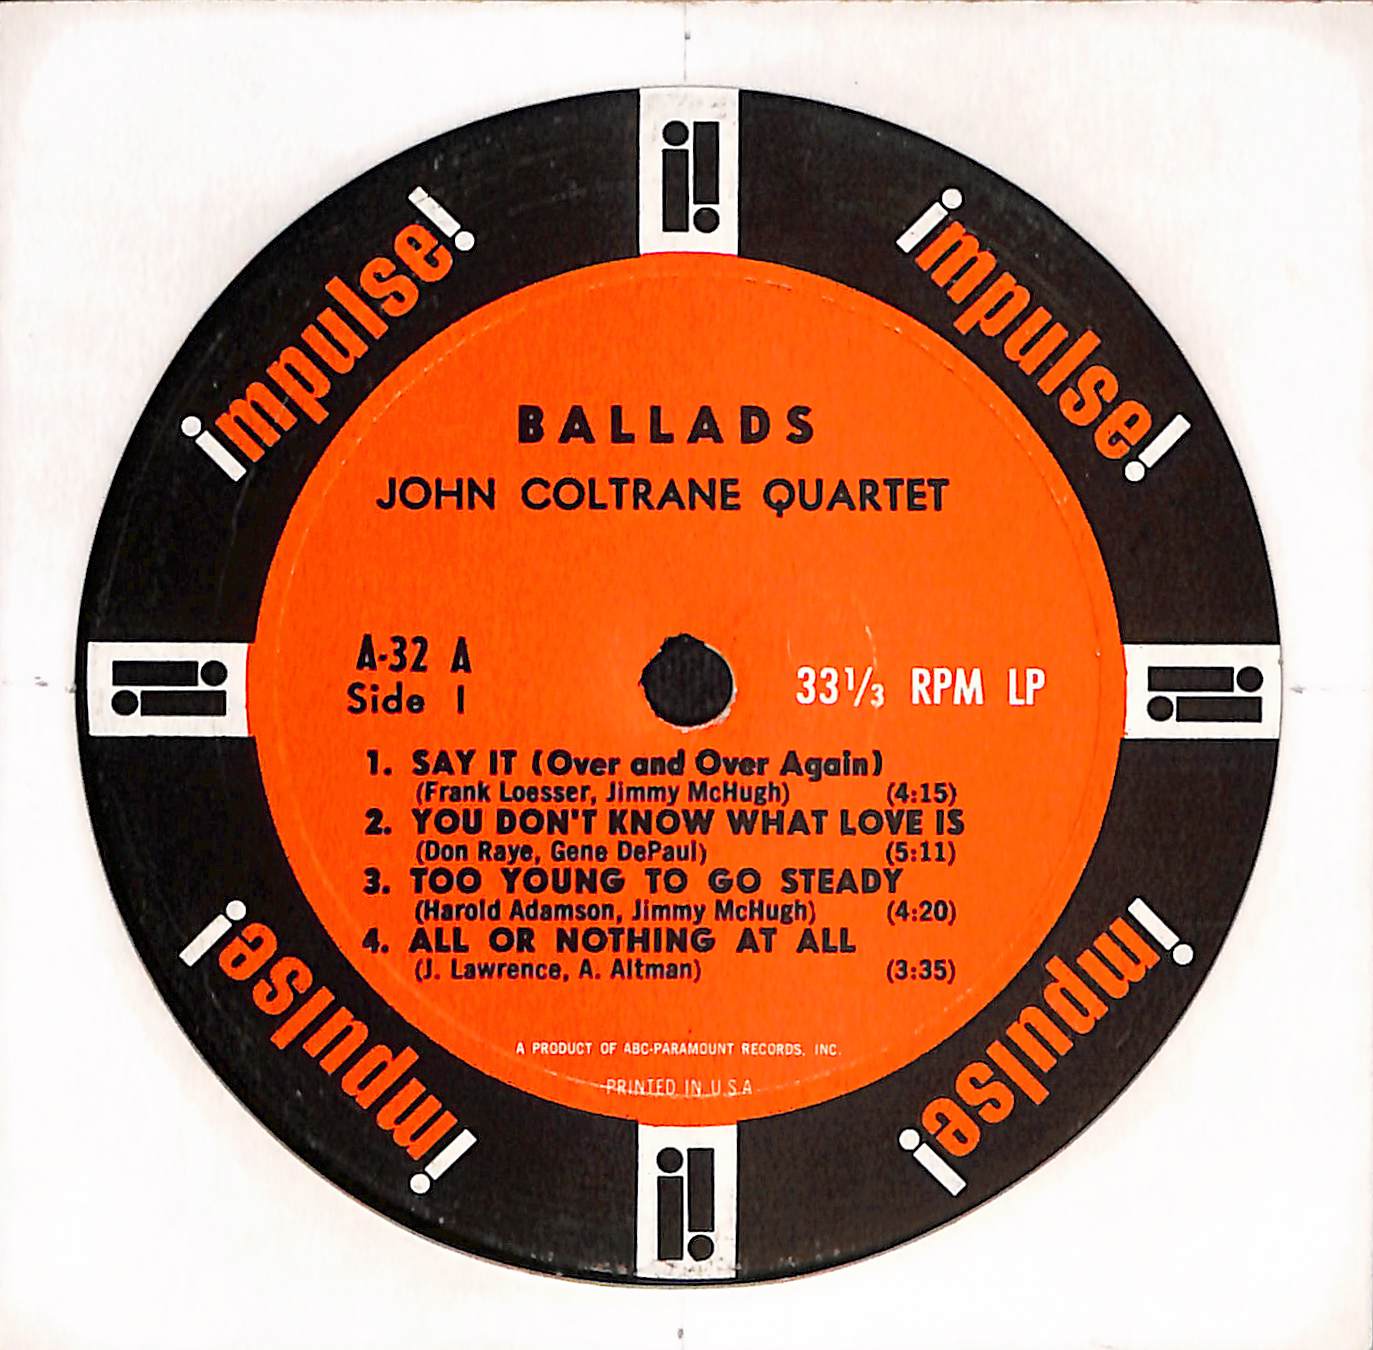 impulse!
impulse!
BALLADS
JOHN COLTRANE QUARTET
A-32 A
Side 1
33 1/3 RPM LP
1. SAY IT (Over and Over Again)
(Frank Loesser, Jimmy McHugh) (4:15)
2. YOU DON'T KNOW WHAT LOVE IS
(Don Raye, Gene DePaul) (5:11)
3. TOO YOUNG TO GO STEADY
(Harold Adamson, Jimmy McHugh) (4:20)
4. ALL OR NOTHING AT ALL
(J. Lawrence, A. Altman) (3:35)
A PRODUCT OF ABC-PARAMOUNT RECORDS, INC.
PRINTED IN U.S.A
impulse!
impulse!